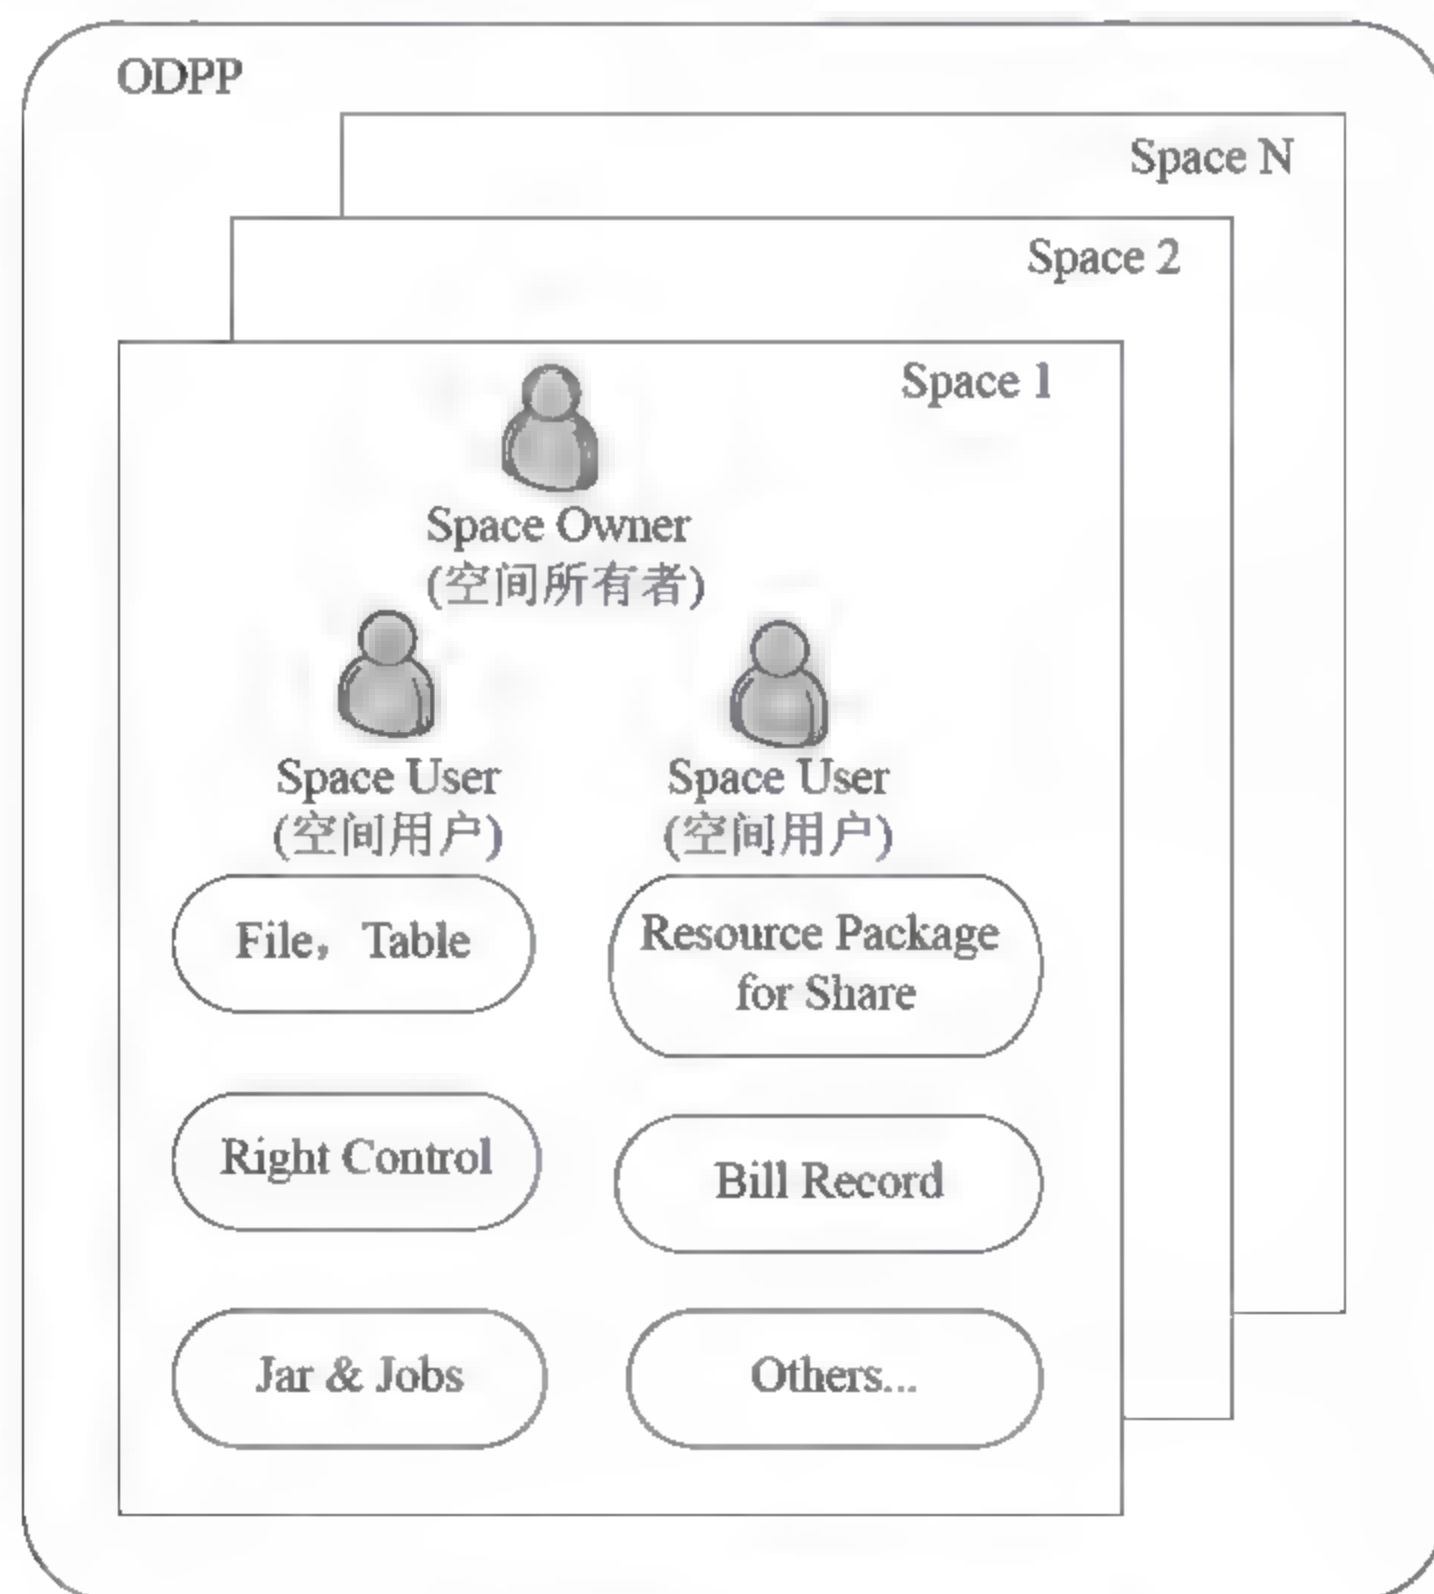 ODPP
Space N
Space 2
Space 1
Space Owner
(空间所有者)
Space User
(空间用户)
Space User
(空间用户)
File，Table
Resource Package
for Share
Right Control
Bill Record
Jar & Jobs
Others...